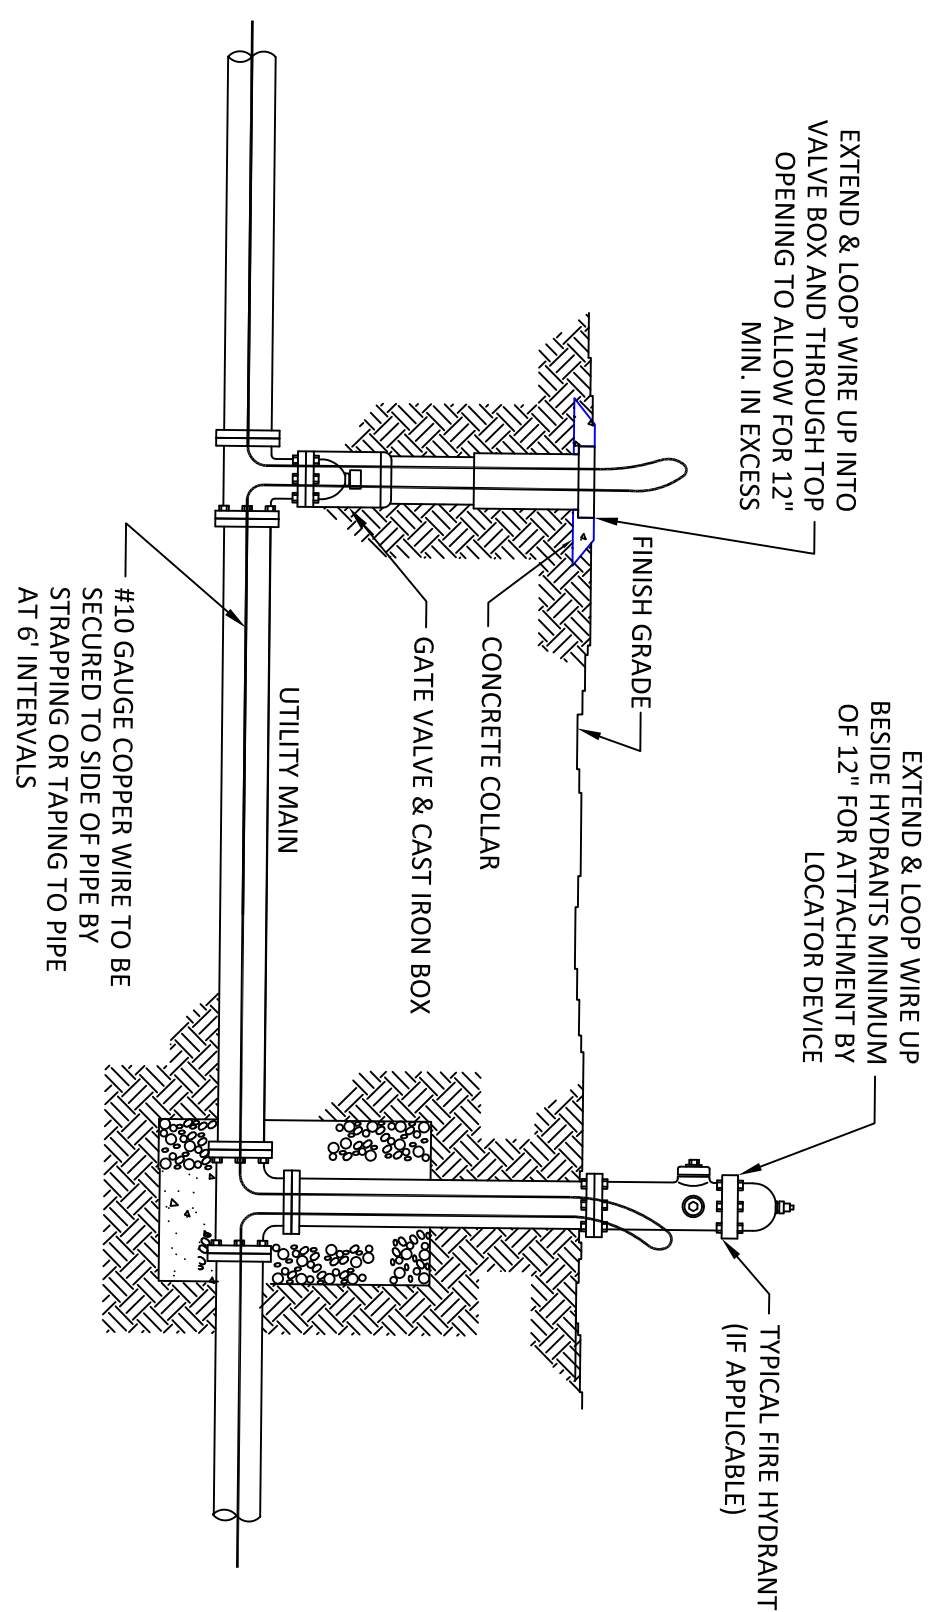 EXTEND & LOOP WIRE UP INTO
VALVE BOX AND THROUGH TOP
OPENING TO ALLOW FOR 12"
MIN. IN EXCESS
FINISH GRADE
CONCRETE COLLAR
GATE VALVE & CAST IRON BOX
UTILITY MAIN
#10 GAUGE COPPER WIRE TO BE
SECURED TO SIDE OF PIPE BY
STRAPPING OR TAPING TO PIPE
AT 6' INTERVALS
EXTEND & LOOP WIRE UP
BESIDE HYDRANTS MINIMUM
OF 12" FOR ATTACHMENT BY
LOCATOR DEVICE
TYPICAL FIRE HYDRANT
(IF APPLICABLE)